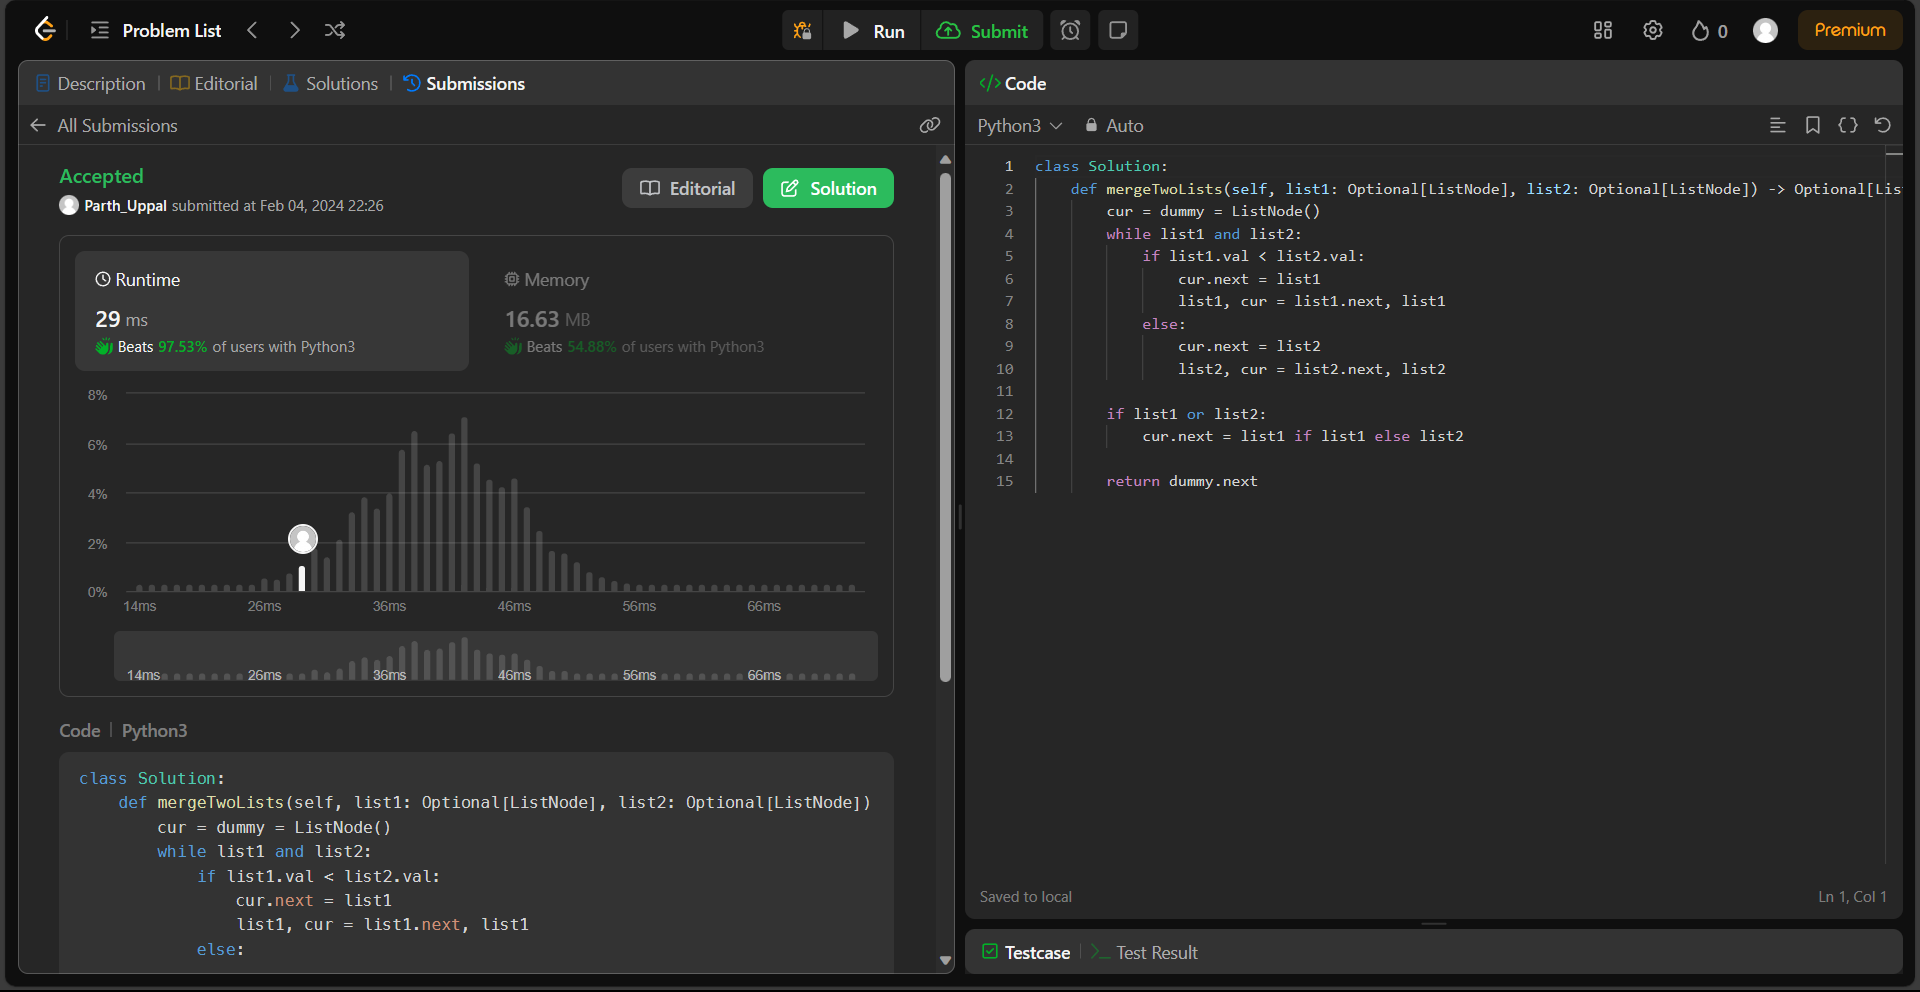 Problem List
Run
Submit
0
Premium
Description
Editorial
Solutions
Submissions
All Submissions
Accepted
Parth_Uppal submitted at Feb 04, 2024 22:26
Editorial
Solution
Runtime
29 ms
Beats 97.53% of users with Python3
Memory
16.63 MB
Beats 54.88% of users with Python3
8%
6%
4%
2%
0%
14ms 26ms 36ms 46ms 56ms 66ms
14ms 26ms 36ms 46ms 56ms 66ms
Code | Python3
class Solution:
    def mergeTwoLists(self, list1: Optional[ListNode], list2: Optional[ListNode])
        cur = dummy = ListNode()
        while list1 and list2:
            if list1.val < list2.val:
                cur.next = list1
                list1, cur = list1.next, list1
            else:
</> Code
Python3
Auto
1 class Solution:
2     def mergeTwoLists(self, list1: Optional[ListNode], list2: Optional[ListNode]) -> Optional[Lis
3         cur = dummy = ListNode()
4         while list1 and list2:
5             if list1.val < list2.val:
6                 cur.next = list1
7                 list1, cur = list1.next, list1
8             else:
9                 cur.next = list2
10                 list2, cur = list2.next, list2
11
12         if list1 or list2:
13             cur.next = list1 if list1 else list2
14
15         return dummy.next
Saved to local
Ln 1, Col 1
Testcase
Test Result